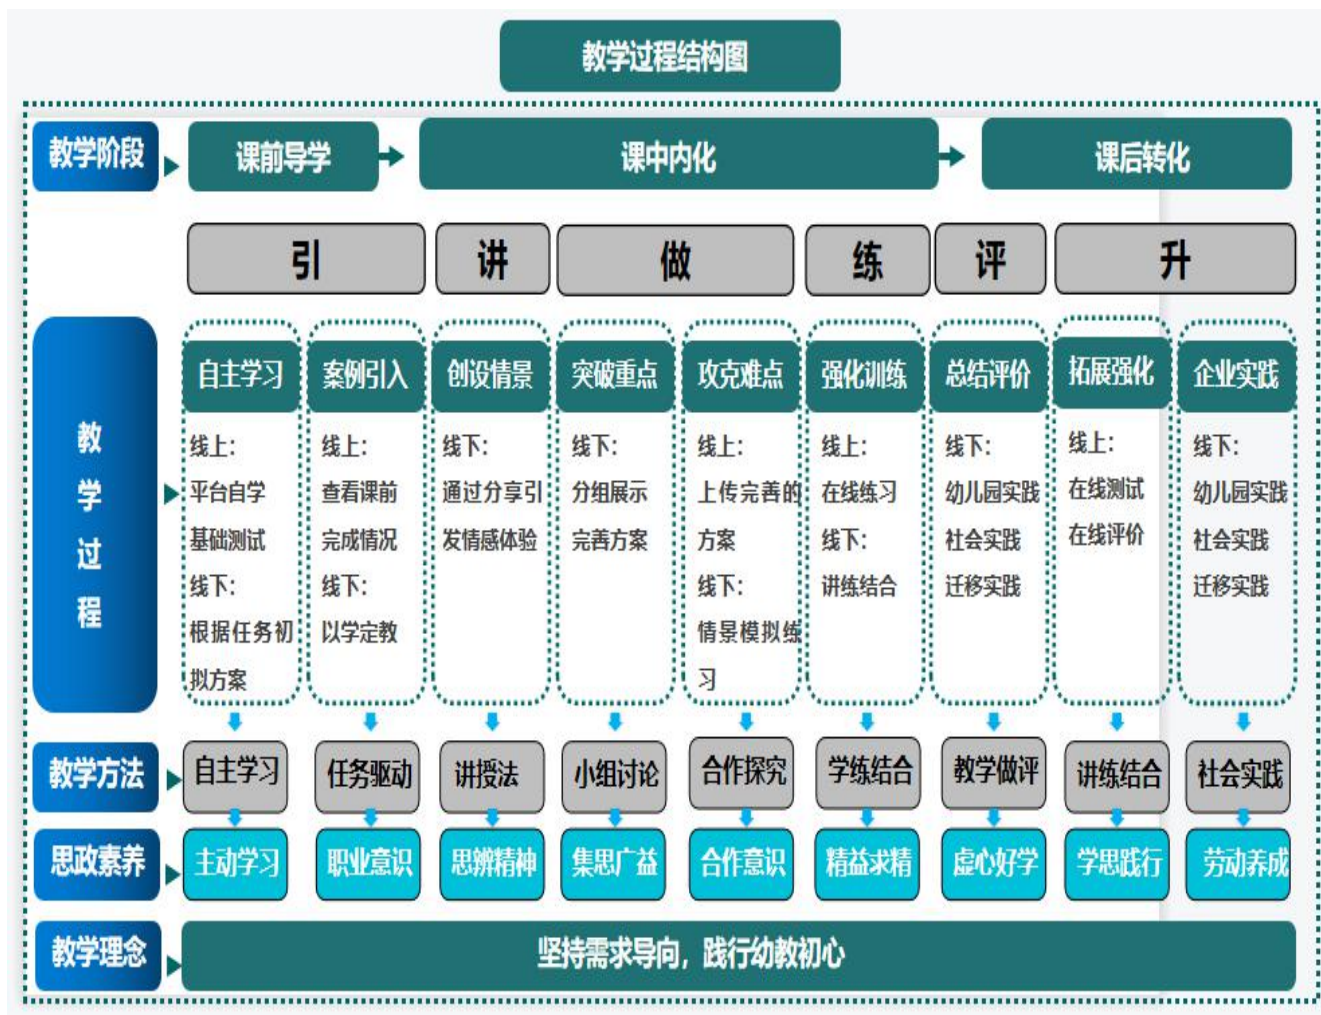 教学过程结构图
教学阶段
课前导学
课中内化
课后转化
引
讲
做
练
评
升
教
学
过
程
自主学习
线上：
平台自学
基础测试
线下：
根据任务初
拟方案
案例引入
线上：
查看课前
完成情况
线下：
以学定教
创设情景
线下：
通过分享引
发情感体验
突破重点
线下：
分组展示
完善方案
攻克难点
线上：
上传完善的
方案
线下：
情景模拟练
习
强化训练
线上：
在线练习
线下：
讲练结合
总结评价
线下：
幼儿园实践
社会实践
迁移实践
拓展强化
线上：
在线测试
在线评价
企业实践
线下：
幼儿园实践
社会实践
迁移实践
教学方法
自主学习
任务驱动
讲授法
小组讨论
合作探究
学练结合
教学做评
讲练结合
社会实践
思政素养
主动学习
职业意识
思辨精神
集思广益
合作意识
精益求精
虚心好学
学思践行
劳动养成
教学理念
坚持需求导向，践行幼教初心